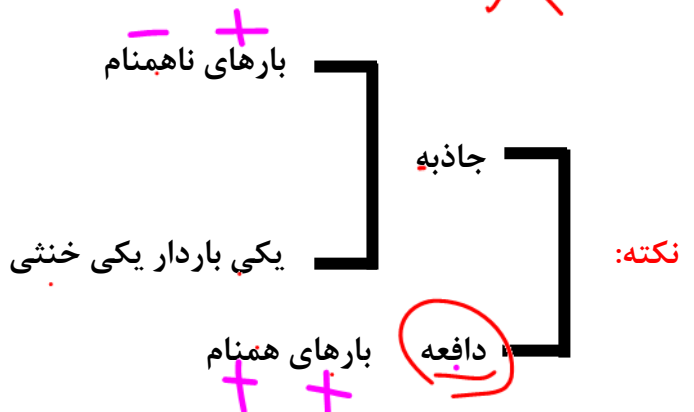 − +
بارهای ناهمنام
جاذبه
یکی باردار یکی خنثی
نکته:
دافعه بارهای همنام
+ +